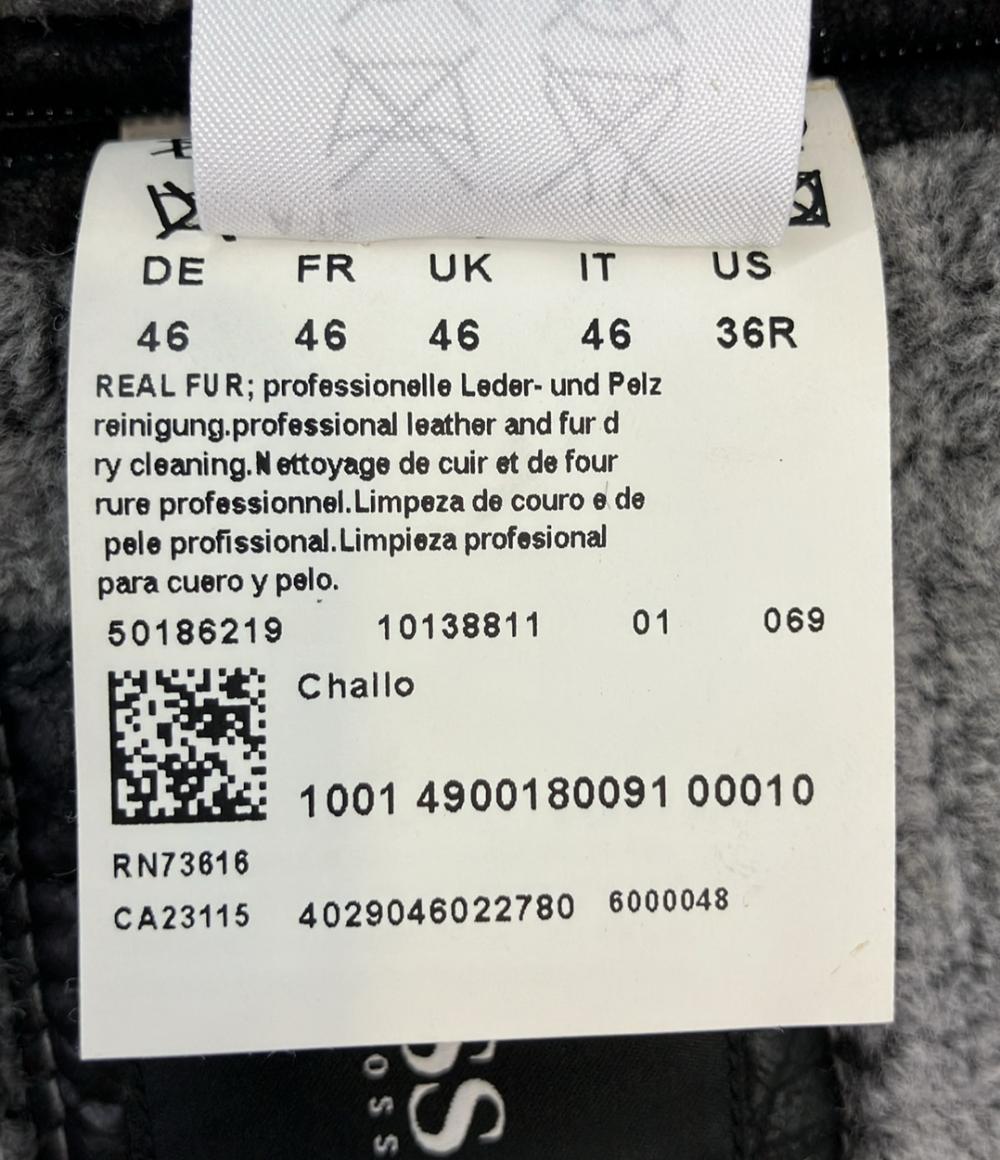 DE FR UK IT US
46 46 46 46 36R
REAL FUR; professionelle Leder- und Pelz
reinigung.professional leather and fur d
ry cleaning.Nettoyage de cuir et de four
rure professionnel.Limpeza de couro e de
pele profissional.Limpieza profesional
para cuero y pelo.
50186219 10138811 01 069
Challo
1001 4900180091 00010
RN73616
CA23115 4029046022780 6000048
SS
OSS